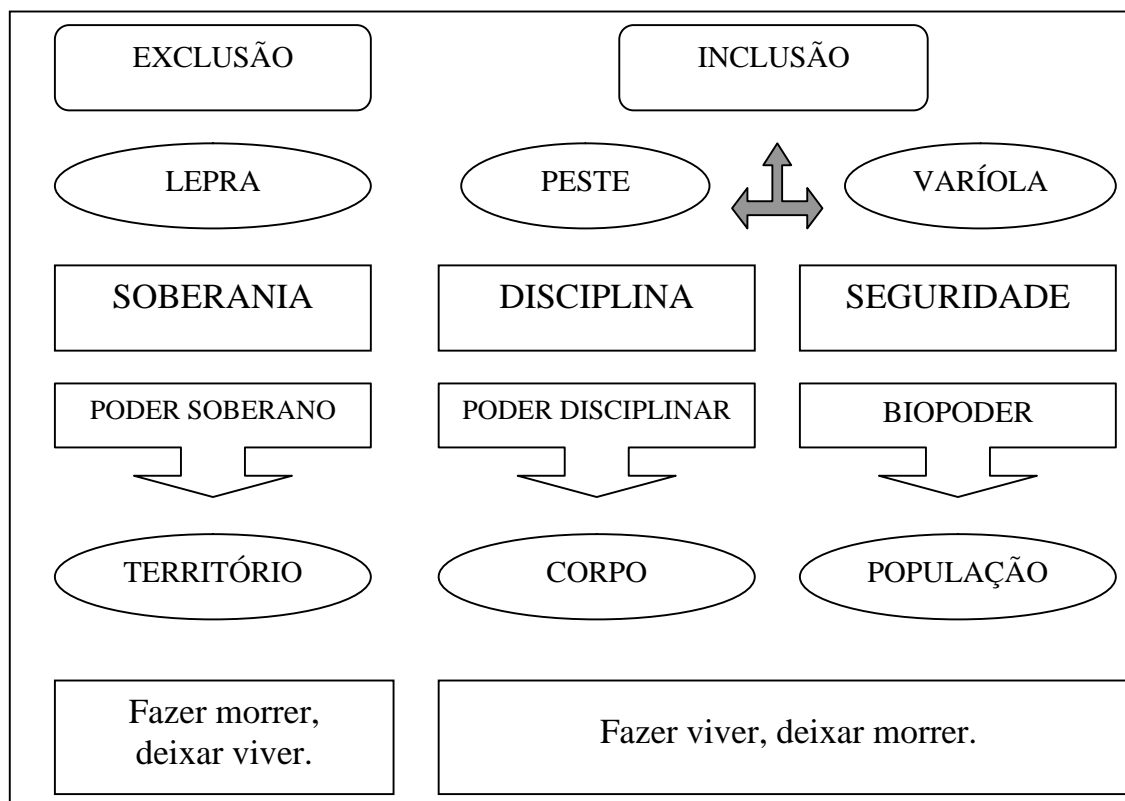 EXCLUSÃO
INCLUSÃO
LEPRA
PESTE
VARÍOLA
SOBERANIA
DISCIPLINA
SEGURIDADE
PODER SOBERANO
PODER DISCIPLINAR
BIOPODER
TERRITÓRIO
CORPO
POPULAÇÃO
Fazer morrer,
deixar viver.
Fazer viver, deixar morrer.